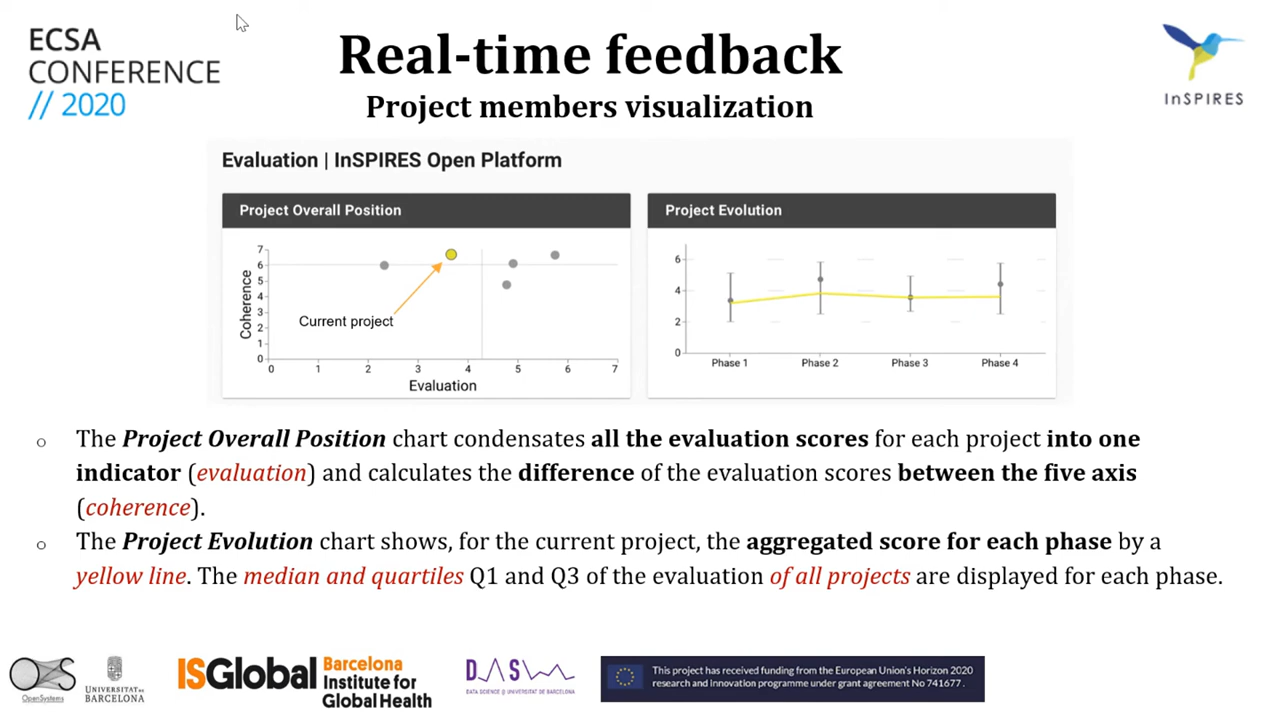 ECSA
CONFERENCE
// 2020
Real-time feedback
Project members visualization
InSPIRES
Evaluation | InSPIRES Open Platform
Project Overall Position
7
6
5
4
3
2
1
0
Coherence
Current project
0 1 2 3 4 5 6 7
Evaluation
Project Evolution
6
4
2
0
Phase 1 Phase 2 Phase 3 Phase 4
The Project Overall Position chart condensates all the evaluation scores for each project into one
indicator (evaluation) and calculates the difference of the evaluation scores between the five axis
(coherence).
The Project Evolution chart shows, for the current project, the aggregated score for each phase by a
yellow line. The median and quartiles Q1 and Q3 of the evaluation of all projects are displayed for each phase.
OpenSystems
UNIVERSITAT DE
BARCELONA
ISGlobal Barcelona
Institute for
Global Health
DATA SCIENCE @ UNIVERSITAT DE BARCELONA
This project has received funding from the European Union's Horizon 2020
research and innovation programme under grant agreement No 741677.